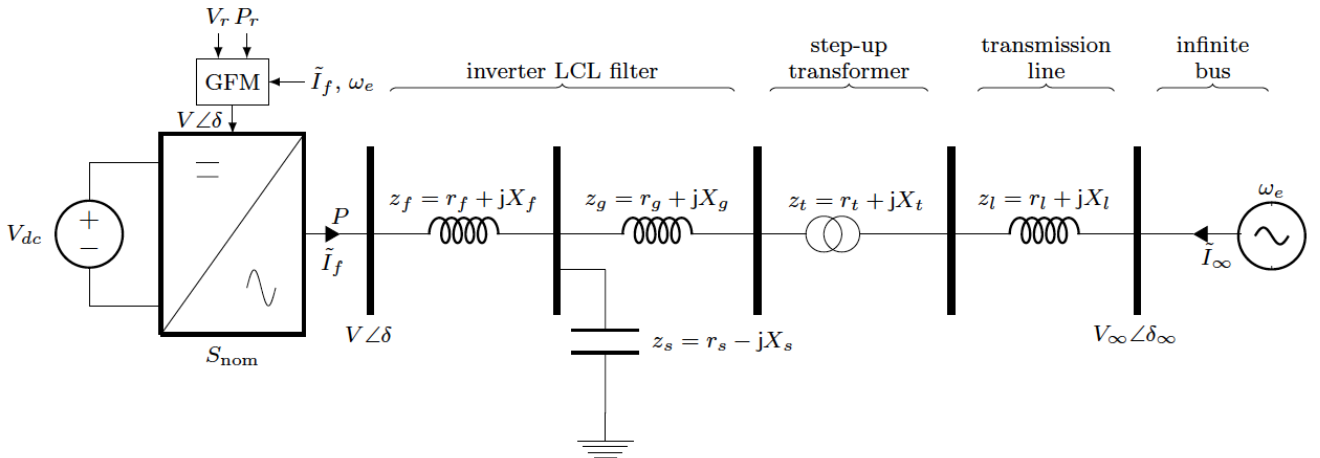 V_r P_r
GFM
Ĩ_f, ω_e
V∠δ
V_dc
+
−
S_nom
P
Ĩ_f
V∠δ
inverter LCL filter
z_f = r_f + jX_f
z_g = r_g + jX_g
z_s = r_s − jX_s
step-up
transformer
z_t = r_t + jX_t
transmission
line
z_l = r_l + jX_l
infinite
bus
ω_e
Ĩ_∞
V_∞∠δ_∞